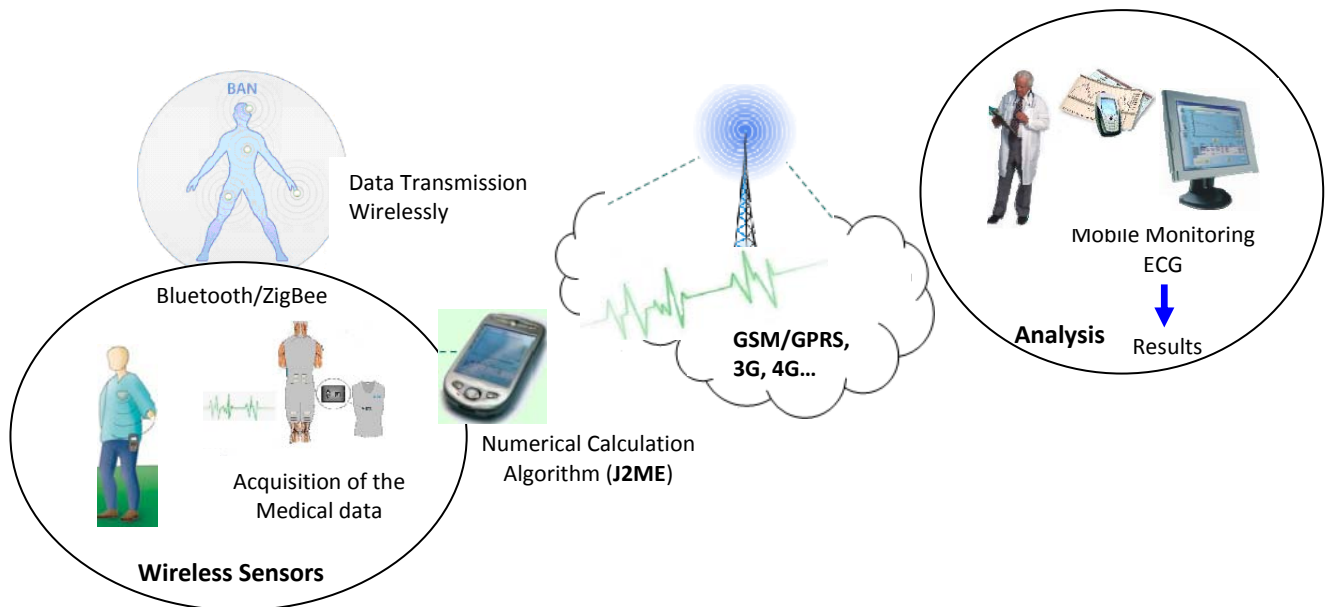 BAN
Data Transmission
Wirelessly
Bluetooth/ZigBee
Acquisition of the
Medical data
Wireless Sensors
Numerical Calculation
Algorithm (J2ME)
GSM/GPRS,
3G, 4G...
Mobile Monitoring
ECG
Analysis
Results